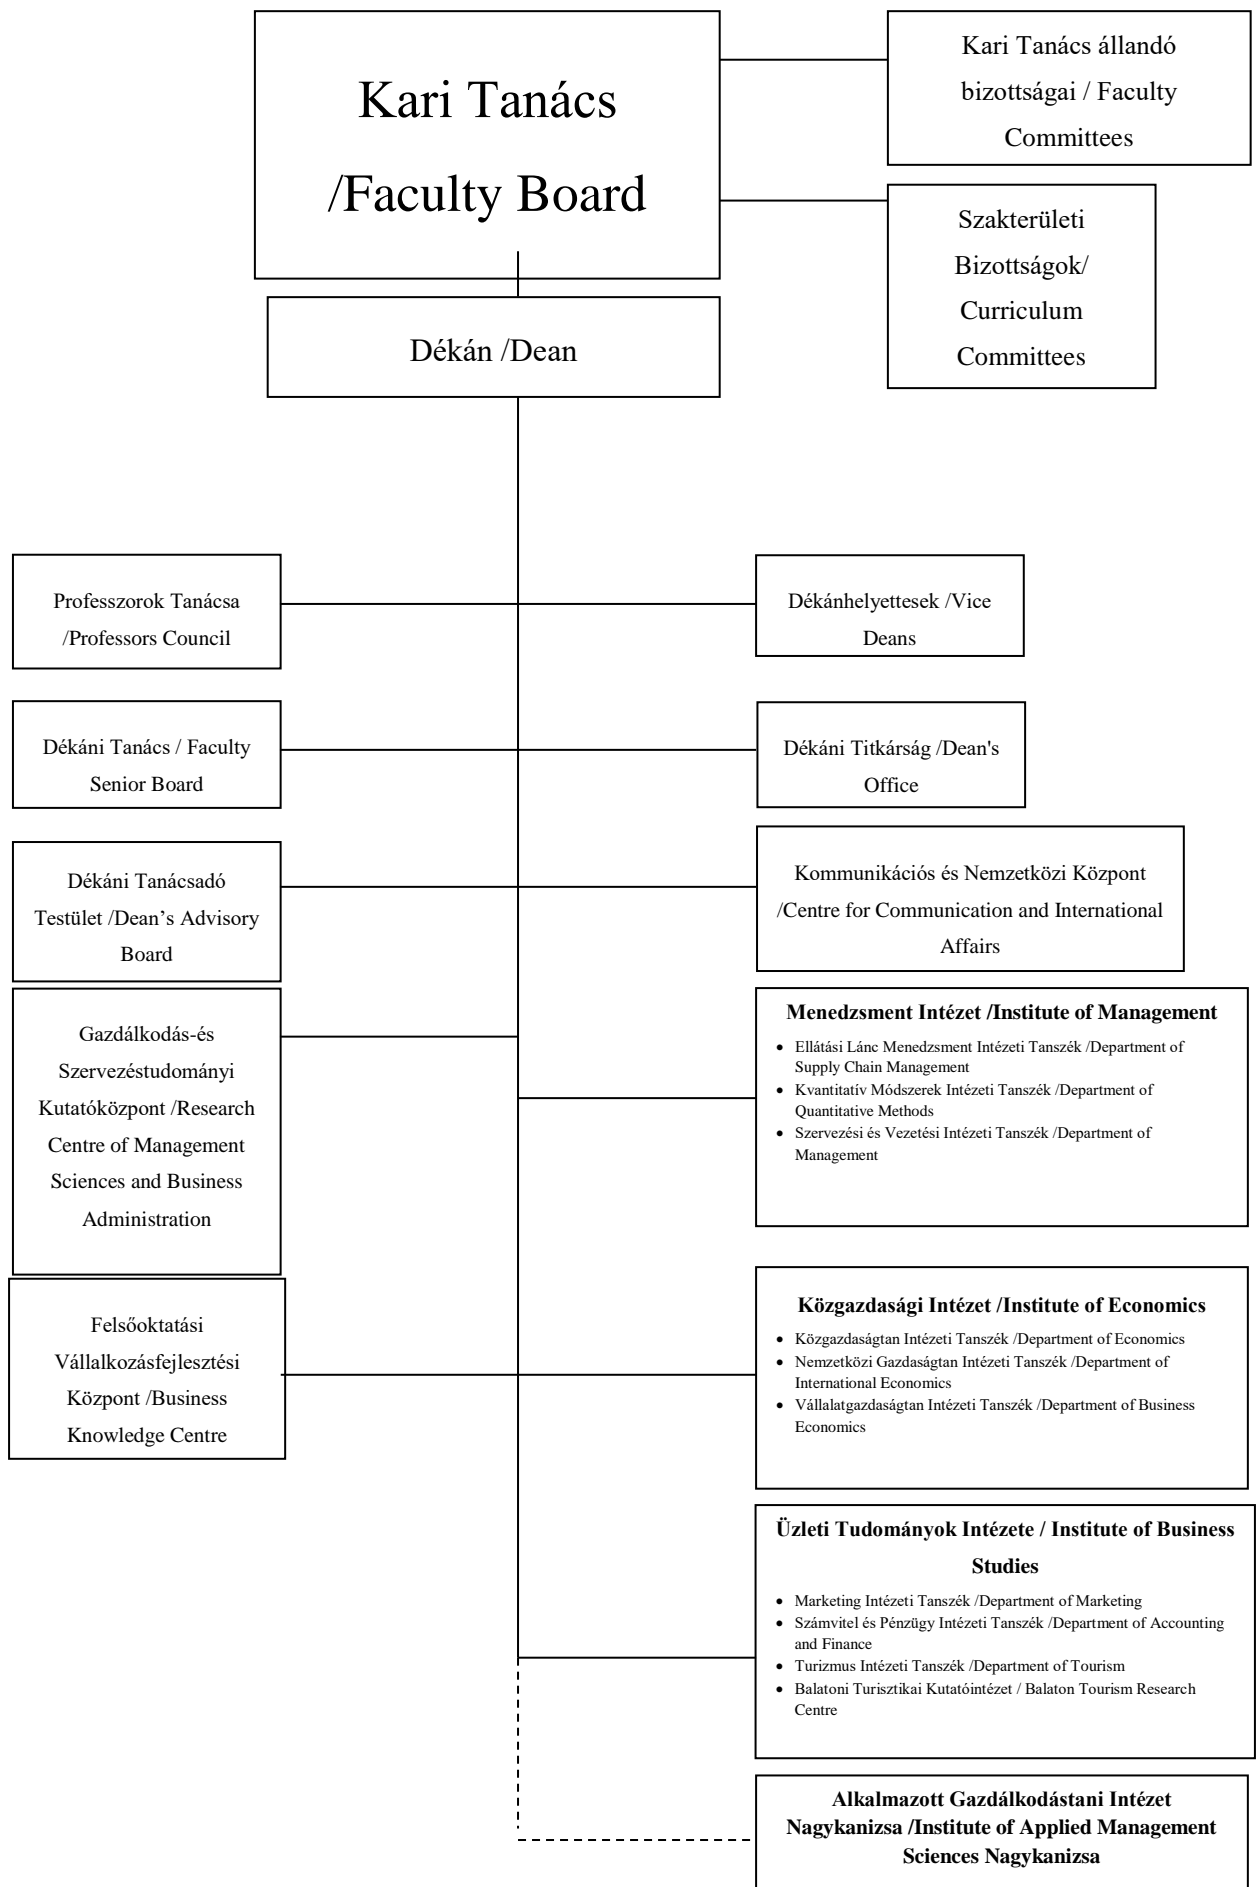 Kari Tanács
/Faculty Board
Kari Tanács állandó
bizottságai / Faculty
Committees
Szakterületi
Bizottságok/
Curriculum
Committees
Dékán /Dean
Professzorok Tanácsa
/Professors Council
Dékánhelyettesek /Vice
Deans
Dékáni Tanács / Faculty
Senior Board
Dékáni Titkárság /Dean's
Office
Dékáni Tanácsadó
Testület /Dean’s Advisory
Board
Kommunikációs és Nemzetközi Központ
/Centre for Communication and International
Affairs
Gazdálkodás-és
Szervezéstudományi
Kutatóközpont /Research
Centre of Management
Sciences and Business
Administration
Menedzsment Intézet /Institute of Management
• Ellátási Lánc Menedzsment Intézeti Tanszék /Department of
Supply Chain Management
• Kvantitatív Módszerek Intézeti Tanszék /Department of
Quantitative Methods
• Szervezési és Vezetési Intézeti Tanszék /Department of
Management
Felsőoktatási
Vállalkozásfejlesztési
Központ /Business
Knowledge Centre
Közgazdasági Intézet /Institute of Economics
• Közgazdaságtan Intézeti Tanszék /Department of Economics
• Nemzetközi Gazdaságtan Intézeti Tanszék /Department of
International Economics
• Vállalatgazdaságtan Intézeti Tanszék /Department of Business
Economics
Üzleti Tudományok Intézete / Institute of Business
Studies
• Marketing Intézeti Tanszék /Department of Marketing
• Számvitel és Pénzügy Intézeti Tanszék /Department of Accounting
and Finance
• Turizmus Intézeti Tanszék /Department of Tourism
• Balatoni Turisztikai Kutatóintézet / Balaton Tourism Research
Centre
Alkalmazott Gazdálkodástani Intézet
Nagykanizsa /Institute of Applied Management
Sciences Nagykanizsa